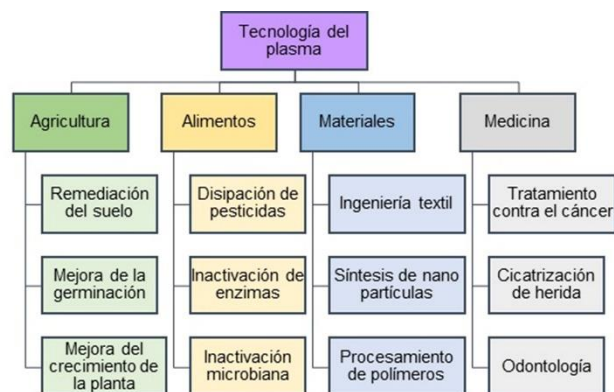 Tecnología del
plasma
Agricultura
Alimentos
Materiales
Medicina
Remediación
del suelo
Disipación de
pesticidas
Ingeniería textil
Tratamiento
contra el cáncer
Mejora de la
germinación
Inactivación de
enzimas
Síntesis de nano
partículas
Cicatrización
de herida
Mejora del
crecimiento de
la planta
Inactivación
microbiana
Procesamiento
de polímeros
Odontología